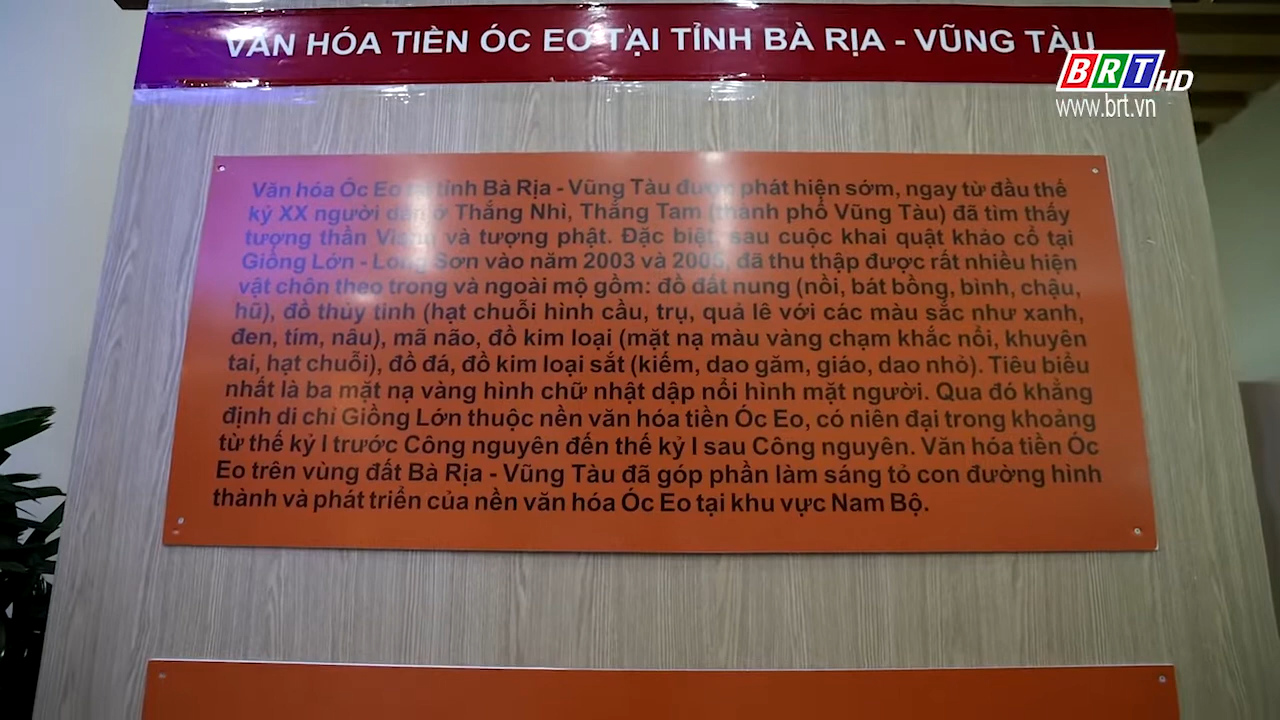 VĂN HÓA TIỀN ÓC EO TẠI TỈNH BÀ RỊA - VŨNG TÀU
BRT HD
www.brt.vn
Văn hóa Óc Eo tại tỉnh Bà Rịa - Vũng Tàu được phát hiện sớm, ngay từ đầu thế
kỷ XX người dân ở Thắng Nhì, Thắng Tam (thành phố Vũng Tàu) đã tìm thấy
tượng thần Visnu và tượng phật. Đặc biệt, sau cuộc khai quật khảo cổ tại
Giồng Lớn - Long Sơn vào năm 2003 và 2005, đã thu thập được rất nhiều hiện
vật chôn theo trong và ngoài mộ gồm: đồ đất nung (nồi, bát bồng, bình, chậu,
hũ), đồ thủy tinh (hạt chuỗi hình cầu, trụ, quả lê với các màu sắc như xanh,
đen, tím, nâu), mã não, đồ kim loại (mặt nạ màu vàng chạm khắc nổi, khuyên
tai, hạt chuỗi), đồ đá, đồ kim loại sắt (kiếm, dao găm, giáo, dao nhỏ). Tiêu biểu
nhất là ba mặt nạ vàng hình chữ nhật dập nổi hình mặt người. Qua đó khẳng
định di chỉ Giồng Lớn thuộc nền văn hóa tiền Óc Eo, có niên đại trong khoảng
từ thế kỷ I trước Công nguyên đến thế kỷ I sau Công nguyên. Văn hóa tiền Óc
Eo trên vùng đất Bà Rịa - Vũng Tàu đã góp phần làm sáng tỏ con đường hình
thành và phát triển của nền văn hóa Óc Eo tại khu vực Nam Bộ.